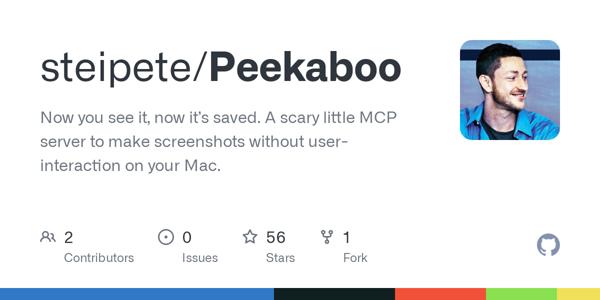 steipete/Peekaboo
Now you see it, now it's saved. A scary little MCP
server to make screenshots without user-
interaction on your Mac.
2
Contributors
0
Issues
56
Stars
1
Fork